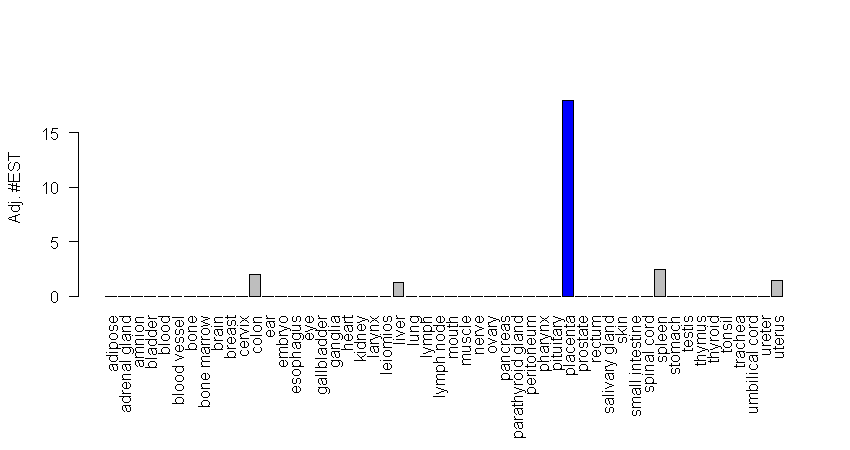 Adj. #EST
15
10
5
0
adipose
adrenal gland
amnion
bladder
blood
blood vessel
bone
bone marrow
brain
breast
cervix
colon
ear
embryo
esophagus
eye
gallbladder
ganglia
heart
kidney
larynx
leiomios
liver
lung
lymph
lymph node
mouth
muscle
nerve
ovary
pancreas
parathyroid gland
peritoneum
pharynx
pituitary
placenta
prostate
rectum
salivary gland
skin
small intestine
spinal cord
spleen
stomach
testis
thymus
thyroid
tonsil
trachea
umbilical cord
ureter
uterus